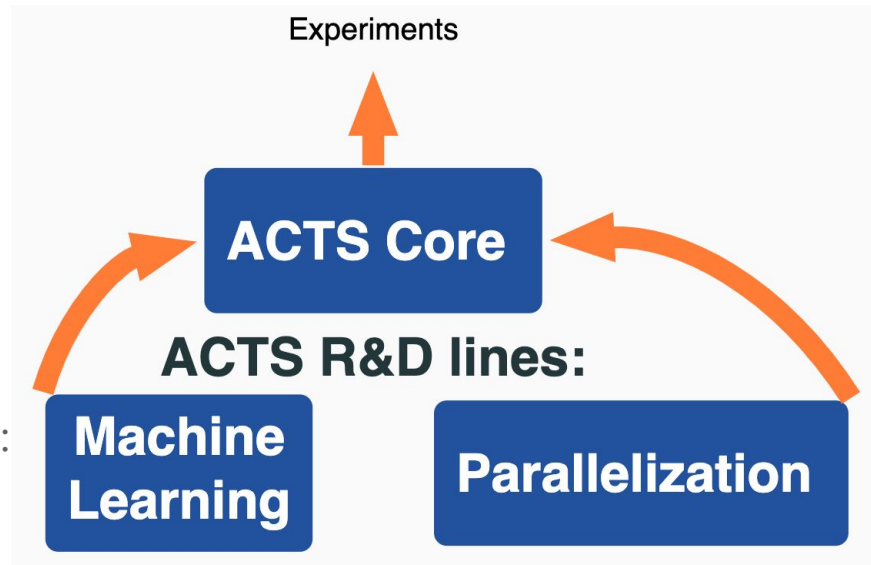 Experiments
ACTS Core
ACTS R&D lines:
:
Machine
Learning
Parallelization